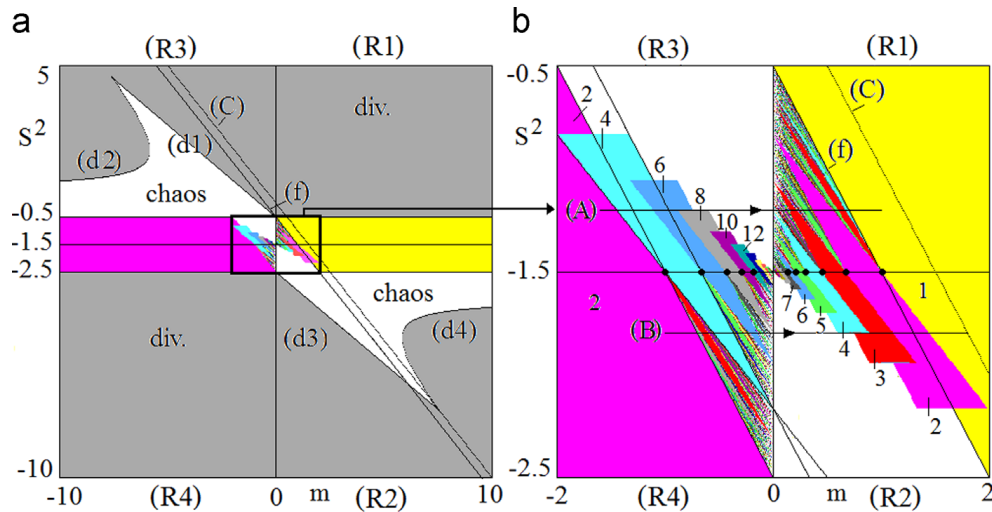 a
(R3)
(R1)
5
(C)
div.
S²
(d1)
(d2)
(f)
chaos
-0.5
-1.5
-2.5
chaos
div.
(d3)
(d4)
-10
-10
(R4)
0
m
(R2)
10
b
(R3)
(R1)
-0.5
2
4
(C)
S²
(f)
6
8
(A)
10
12
-1.5
7
1
2
6
(B)
5
4
3
2
-2.5
-2
(R4)
0
m
(R2)
2